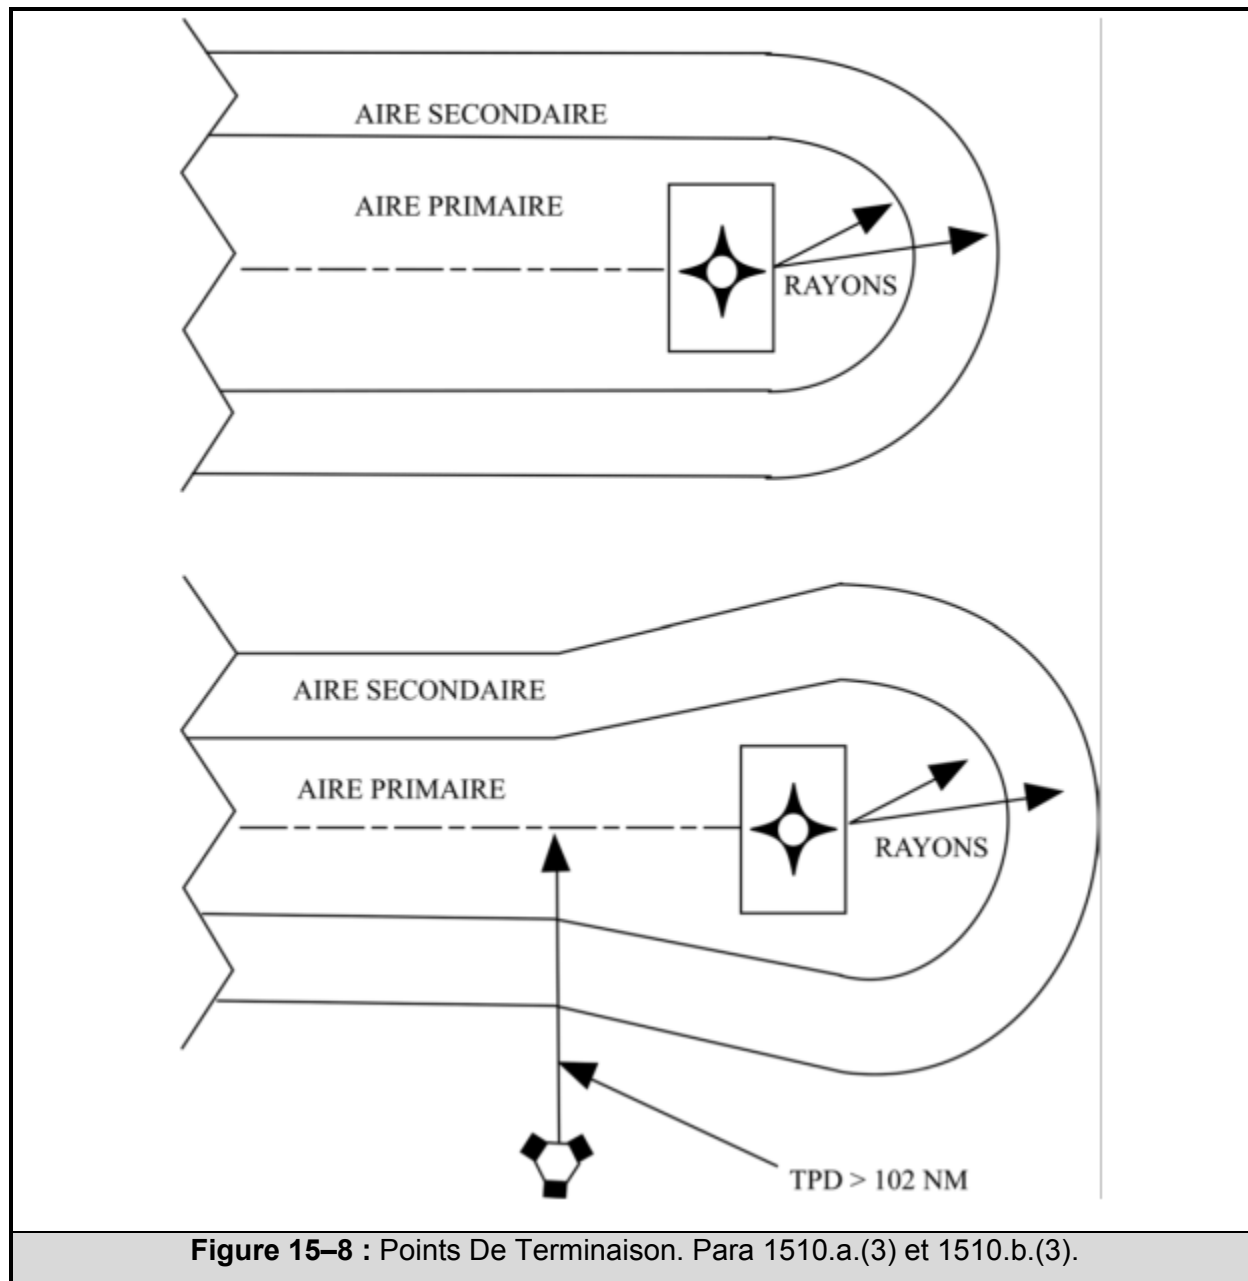 AIRE SECONDAIRE
AIRE PRIMAIRE
RAYONS
AIRE SECONDAIRE
AIRE PRIMAIRE
RAYONS
TPD > 102 NM
Figure 15–8 : Points De Terminaison. Para 1510.a.(3) et 1510.b.(3).